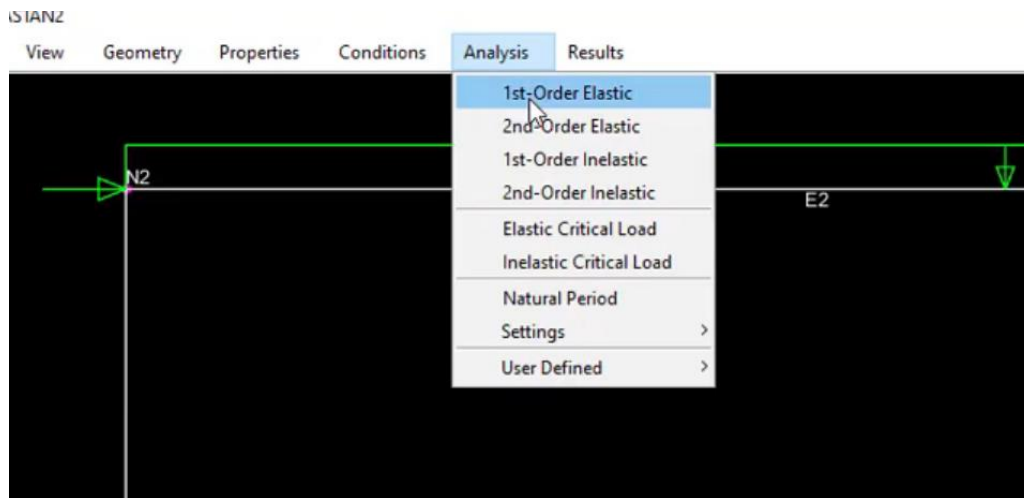 View Geometry Properties Conditions Analysis Results
1st-Order Elastic
2nd-Order Elastic
1st-Order Inelastic
2nd-Order Inelastic
Elastic Critical Load
Inelastic Critical Load
Natural Period
Settings
User Defined
N2
E2